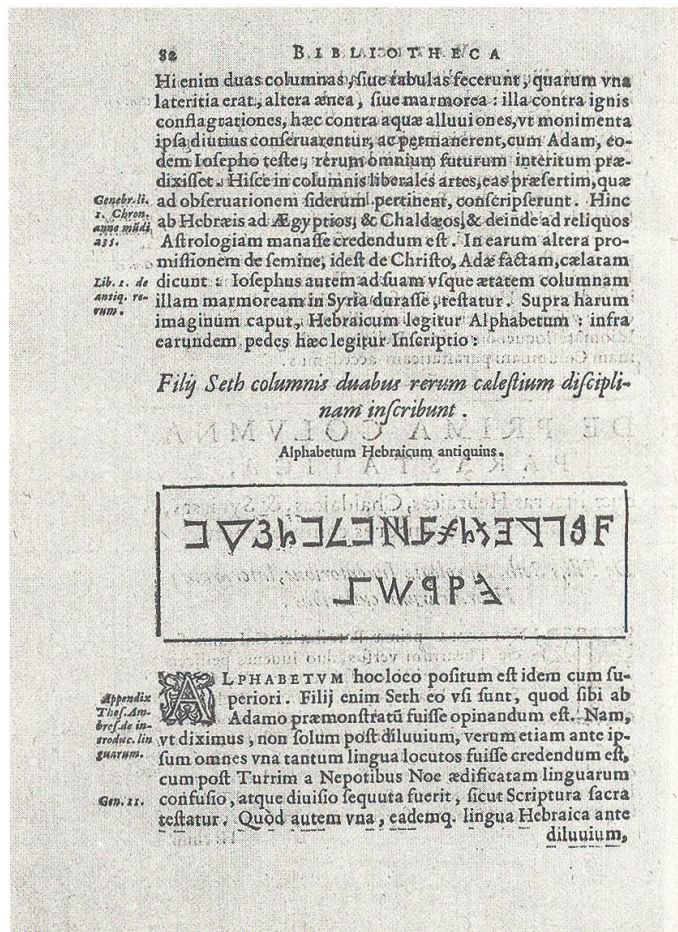 82 BIBLIOTHECA
Hi enim duas columnas, siue tabulas fecerunt, quarum vna
lateritia erat, altera ænea, siue marmorea : illa contra ignis
conflagrationes, hæc contra aquæ alluuiones, vt monimenta
ipsa diutius conseruarentur, ac permanerent, cum Adam, eo-
dem Iosepho teste, rerum omnium futurum interitum præ-
dixisset. Hisce in columnis liberales artes, eas præsertim, quæ
Genebr. li. ad obseruationem siderum pertinent, conscripserunt. Hinc
1. Chron. ab Hebræis ad Ægyptios, & Chaldæos, & deinde ad reliquos
anno mũdi
235. Astrologiam manasse credendum est. In earum altera pro-
missionem de semine, idest de Christo, Adæ factam, cælatam
Lib. 1. de dicunt : Iosephus autem ad suam vsque ætatem columnam
antiq. re- illam marmoream in Syria durasse, testatur. Supra harum
rum. imaginum caput, Hebraicum legitur Alphabetum : infra
earundem pedes hæc legitur Inscriptio :
Filij Seth columnis duabus rerum cælestium discipli-
nam inscribunt.
Alphabetum Hebraicum antiquius.
ALPHABETVM hoc loco positum est idem cum su-
Appendix periori. Filij enim Seth eo vsi sunt, quod sibi ab
Thes. Am- Adamo præmonstratũ fuisse opinandum est. Nam,
bros. de in-
troduc. lin vt diximus, non solum post diluuium, verum etiam ante ip-
guarum. sum omnes vna tantum lingua locutos fuisse credendum est,
cum post Turrim a Nepotibus Noe ædificatam linguarum
Gen. 11. confusio, atque diuisio sequuta fuerit, sicut Scriptura sacra
testatur. Quòd autem vna, eademq. lingua Hebraica ante
diluuium,